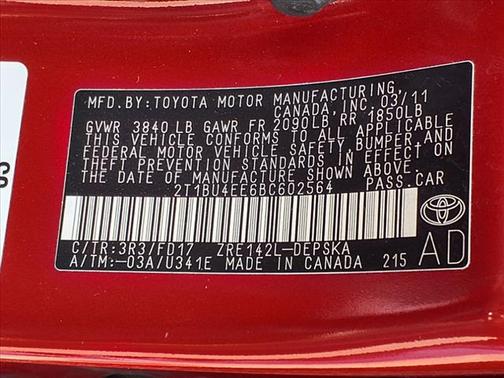 MFD. BY: TOYOTA MOTOR MANUFACTURING,
CANADA, INC. 03/11
GVWR 3840 LB GAWR FR 2090LB RR 1850LB
THIS VEHICLE CONFORMS TO ALL APPLICABLE
FEDERAL MOTOR VEHICLE SAFETY, BUMPER, AND
THEFT PREVENTION STANDARDS IN EFFECT ON
THE DATE OF MANUFACTURE SHOWN ABOVE.
2T1BU4EE6BC602564 PASS.CAR
C/TR:3R3/FD17 ZRE142L-DEPSKA
A/TM:-03A/U341E MADE IN CANADA 215
AD